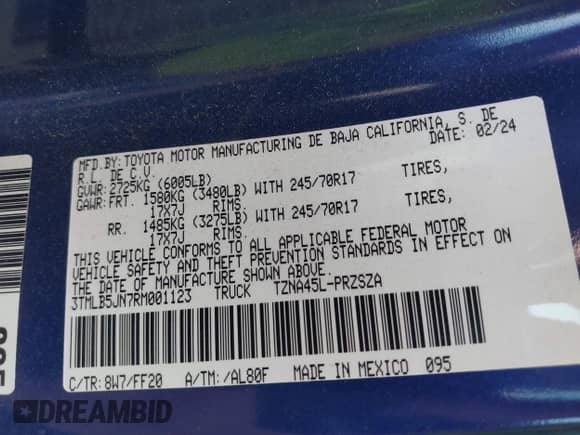 MFD.BY:TOYOTA MOTOR MANUFACTURING DE BAJA CALIFORNIA, S. DE
R.L. DE C.V. DATE: 02/24
GVWR:2725KG (6005LB)
GAWR:FRT. 1580KG (3480LB) WITH 245/70R17 TIRES,
17X7J RIMS.
RR. 1485KG (3275LB) WITH 245/70R17 TIRES,
17X7J RIMS.
THIS VEHICLE CONFORMS TO ALL APPLICABLE FEDERAL MOTOR
VEHICLE SAFETY AND THEFT PREVENTION STANDARDS IN EFFECT ON
THE DATE OF MANUFACTURE SHOWN ABOVE.
3TMLB5JN7RM001123 TRUCK TZNA45L-PRZSZA
C/TR:8W7/FF20 A/TM:/AL80F MADE IN MEXICO 095
DREAMBID